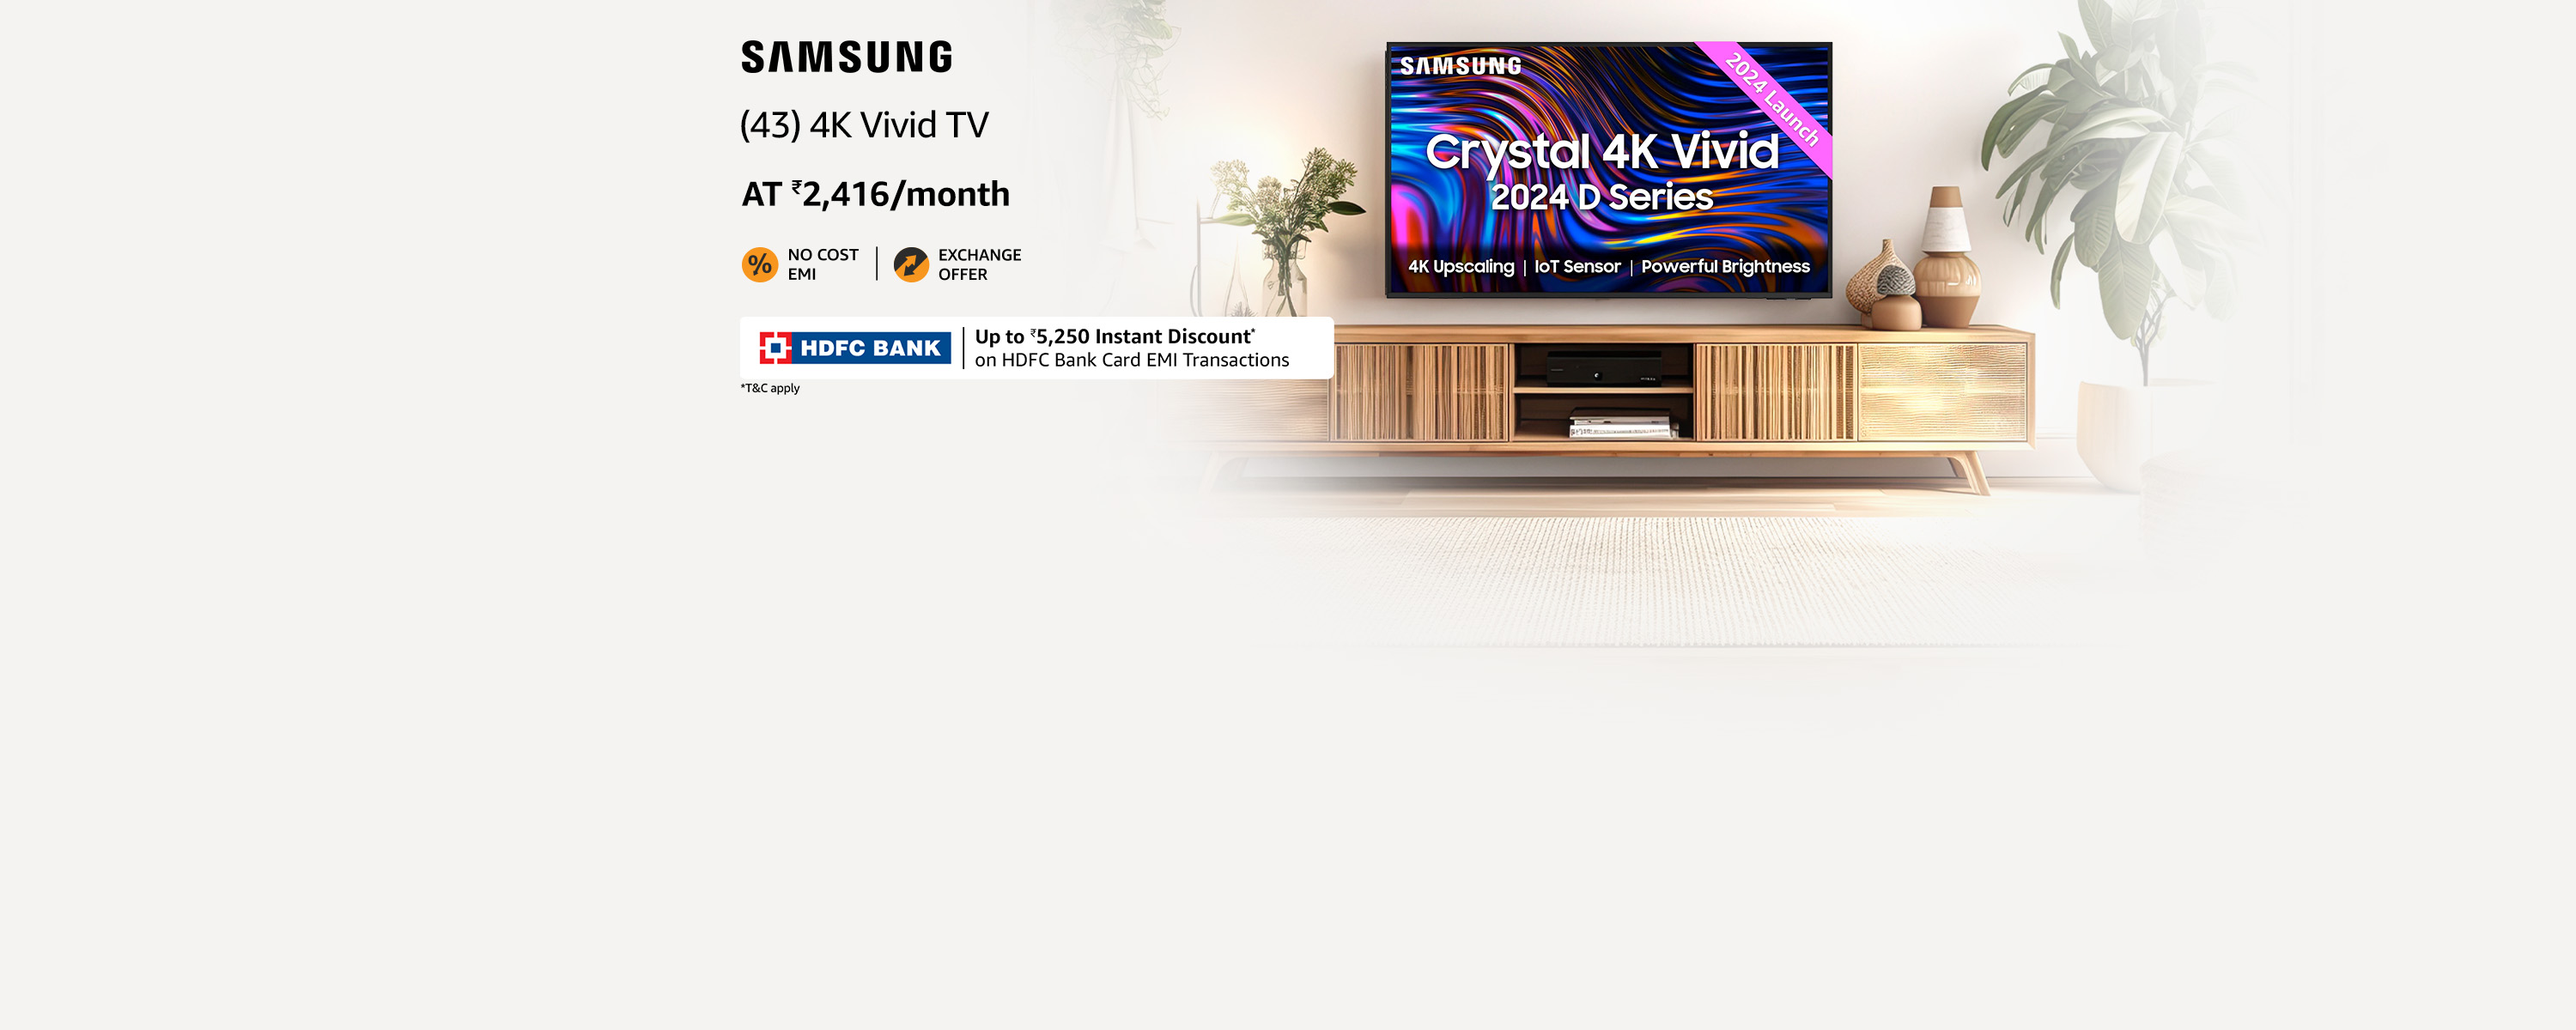 SAMSUNG
(43) 4K Vivid TV
AT ₹2,416/month
NO COST
EMI
EXCHANGE
OFFER
HDFC BANK
Up to ₹5,250 Instant Discount*
on HDFC Bank Card EMI Transactions
*T&C apply
SAMSUNG
2024 Launch
Crystal 4K Vivid
2024 D Series
4K Upscaling | IoT Sensor | Powerful Brightness